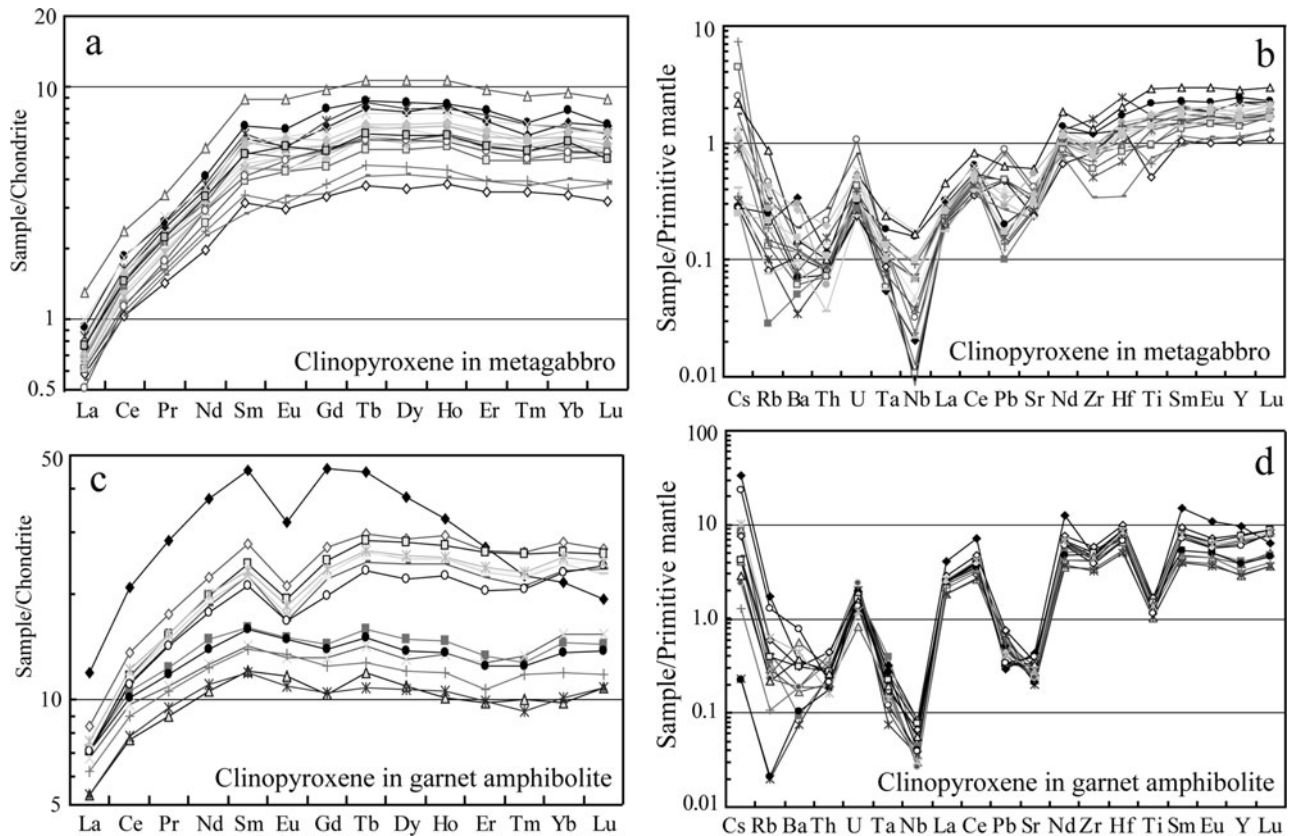 a
Sample/Chondrite
20
10
1
0.5
Clinopyroxene in metagabbro
La Ce Pr Nd Sm Eu Gd Tb Dy Ho Er Tm Yb Lu
b
Sample/Primitive mantle
10
1
0.1
0.01
Clinopyroxene in metagabbro
Cs Rb Ba Th U Ta Nb La Ce Pb Sr Nd Zr Hf Ti Sm Eu Y Lu
c
Sample/Chondrite
50
10
5
Clinopyroxene in garnet amphibolite
La Ce Pr Nd Sm Eu Gd Tb Dy Ho Er Tm Yb Lu
d
Sample/Primitive mantle
100
10
1.0
0.1
0.01
Clinopyroxene in garnet amphibolite
Cs Rb Ba Th U Ta Nb La Ce Pb Sr Nd Zr Hf Ti Sm Eu Y Lu